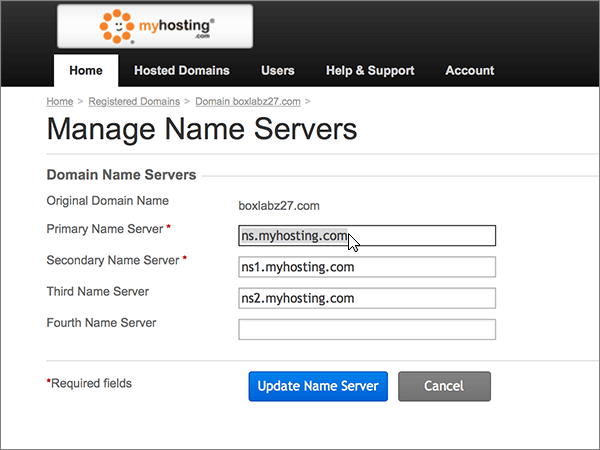 myhosting®
.com
Home Hosted Domains Users Help & Support Account
Home > Registered Domains > Domain boxlabz27.com >
Manage Name Servers
Domain Name Servers
Original Domain Name boxlabz27.com
Primary Name Server * ns.myhosting.com
Secondary Name Server * ns1.myhosting.com
Third Name Server ns2.myhosting.com
Fourth Name Server
*Required fields Update Name Server Cancel